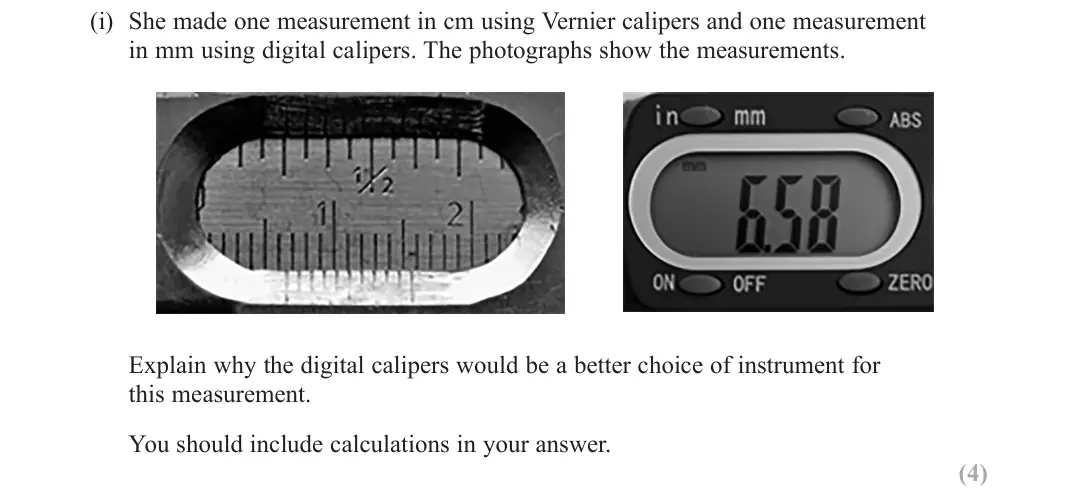 (i) She made one measurement in cm using Vernier calipers and one measurement
in mm using digital calipers. The photographs show the measurements.
1/2
1 2
in mm ABS
mm
6.58
ON OFF ZERO
Explain why the digital calipers would be a better choice of instrument for
this measurement.
You should include calculations in your answer.
(4)